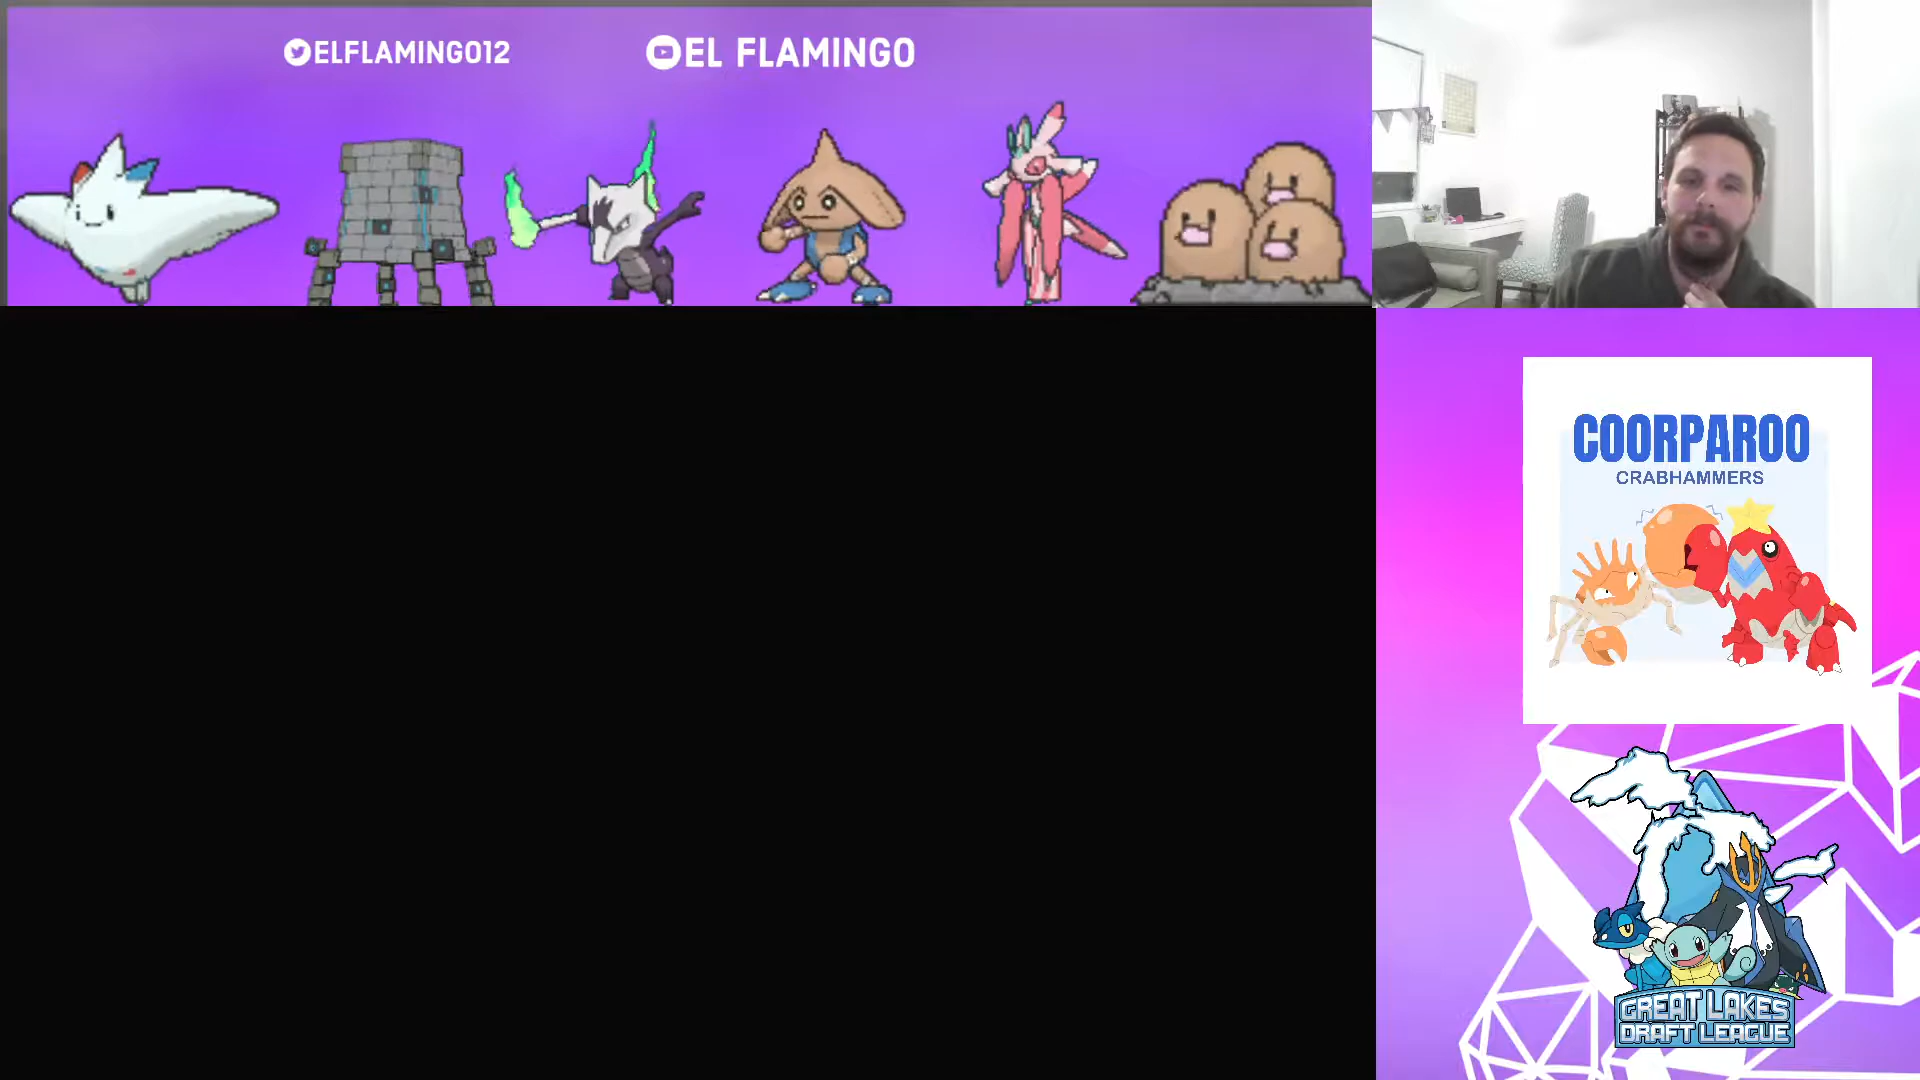 ELFLAMINGO12
EL FLAMINGO
COORPAROO
CRABHAMMERS
GREAT LAKES
DRAFT LEAGUE